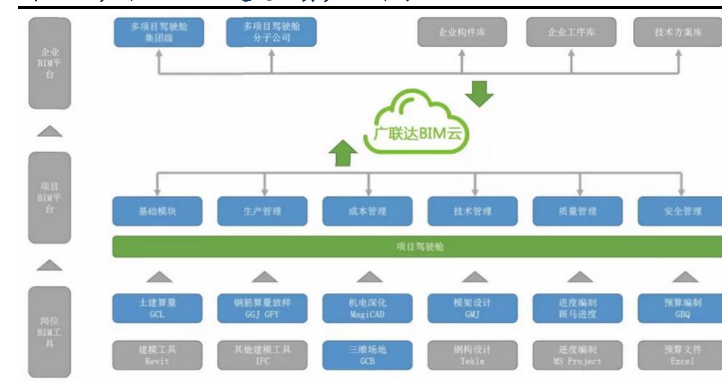 企业
BIM平
台
多项目驾驶舱
集团级
多项目驾驶舱
分子公司
企业构件库
企业工序库
技术方案库
广联达BIM云
项目
BIM平
台
基础模块
生产管理
成本管理
技术管理
质量管理
安全管理
项目驾驶舱
岗位
BIM工
具
土建算量
GCL
钢筋算量放样
GGJ GFY
机电深化
MagiCAD
模架设计
GMJ
进度编制
斑马进度
预算编制
GBQ
建模工具
Revit
其他建模工具
IFC
三维场地
GCB
钢构设计
Tekla
进度编制
MS Project
预算文件
Excel